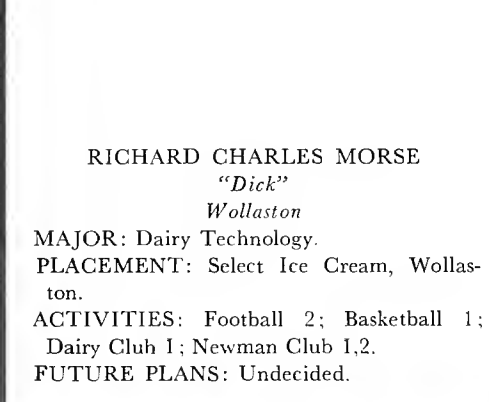 RICHARD CHARLES MORSE
"Dick"
Wollaston
MAJOR: Dairy Technology.
PLACEMENT: Select Ice Cream, Wollas-
ton.
ACTIVITIES: Football 2; Basketball 1;
Dairy Club 1; Newman Club 1,2.
FUTURE PLANS: Undecided.